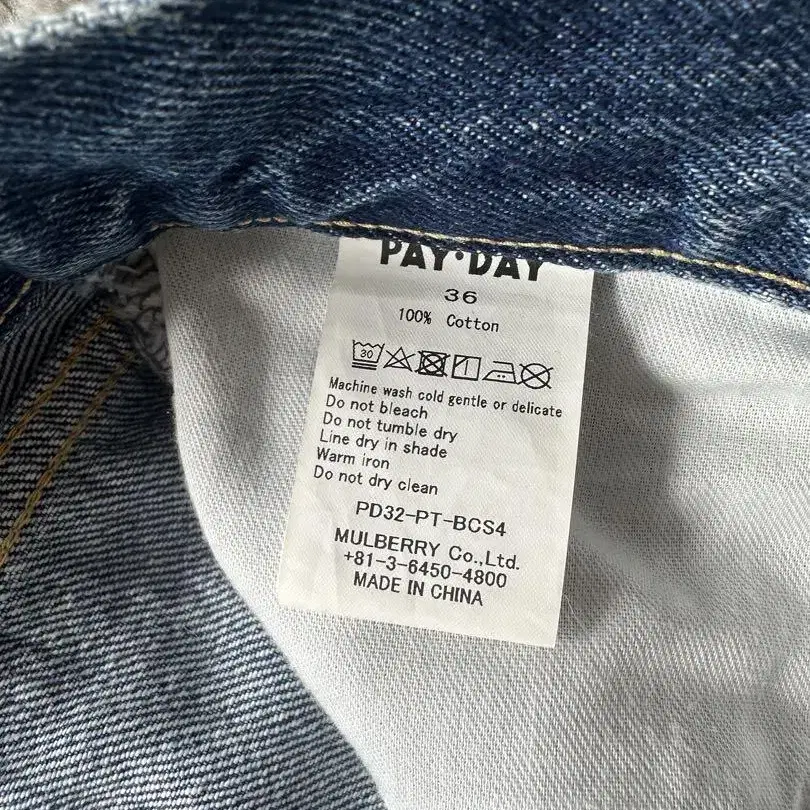 PAY·DAY
36
100% Cotton
30
Machine wash cold gentle or delicate
Do not bleach
Do not tumble dry
Line dry in shade
Warm iron
Do not dry clean
PD32-PT-BCS4
MULBERRY Co.,Ltd.
+81-3-6450-4800
MADE IN CHINA